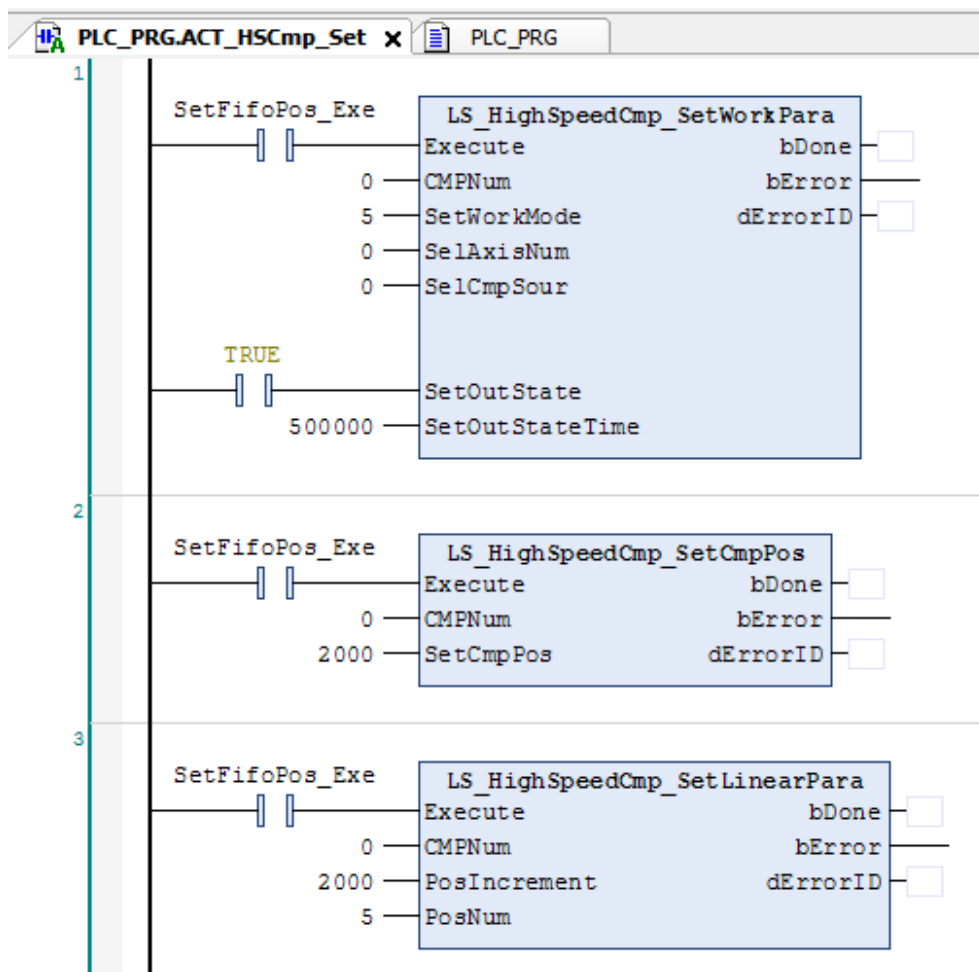 PLC_PRG.ACT_HSCmp_Set x PLC_PRG
1
SetFifoPos_Exe LS_HighSpeedCmp_SetWorkPara
Execute bDone
0 CMPNum bError
5 SetWorkMode dErrorID
0 SelAxisNum
0 SelCmpSour
TRUE
SetOutState
500000 SetOutStateTime
2
SetFifoPos_Exe LS_HighSpeedCmp_SetCmpPos
Execute bDone
0 CMPNum bError
2000 SetCmpPos dErrorID
3
SetFifoPos_Exe LS_HighSpeedCmp_SetLinearPara
Execute bDone
0 CMPNum bError
2000 PosIncrement dErrorID
5 PosNum